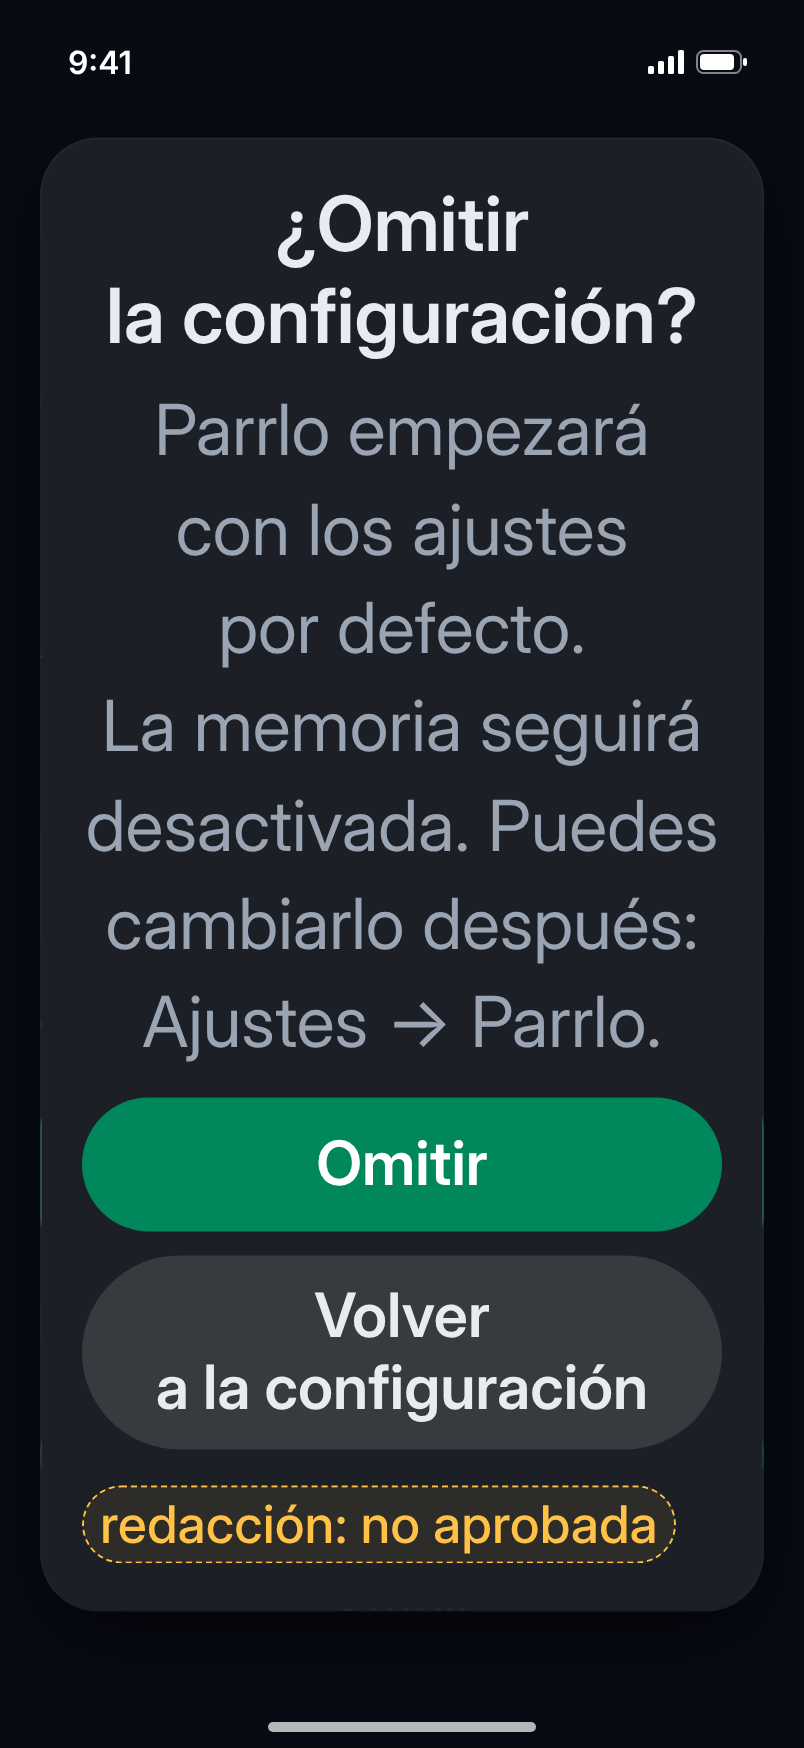 9:41
¿Omitir
la configuración?
Parrlo empezará
con los ajustes
por defecto.
La memoria seguirá
desactivada. Puedes
cambiarlo después:
Ajustes → Parrlo.
Omitir
Volver
a la configuración
redacción: no aprobada